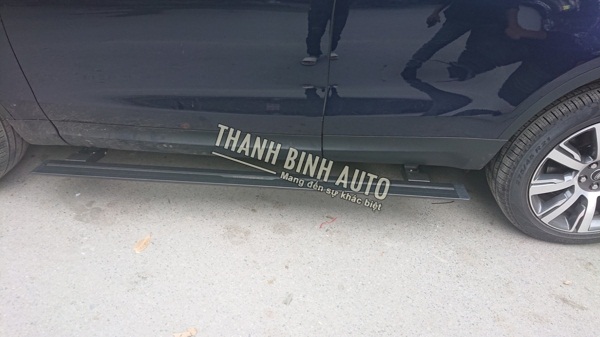 THANH BINH AUTO
Mang đến sự khác biệt